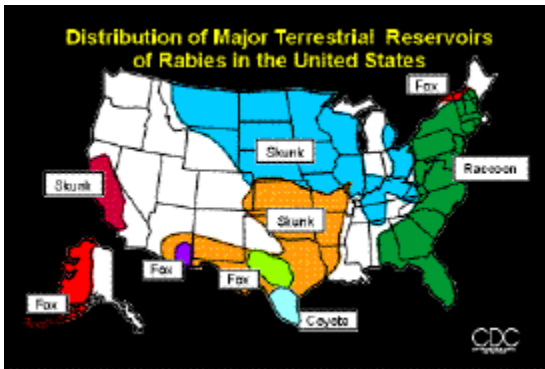 Distribution of Major Terrestrial Reservoirs
of Rabies in the United States
Fox
Skunk
Raccoon
Skunk
Skunk
Fox
Fox
Fox
Coyote
CDC